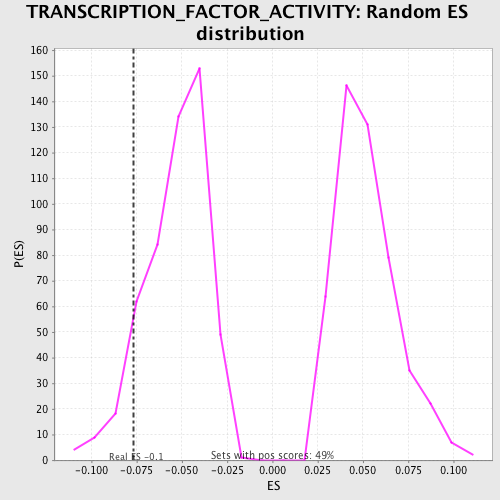 TRANSCRIPTION_FACTOR_ACTIVITY: Random ES
distribution
160
150
140
130
120
110
100
90
80
70
60
50
40
30
20
10
0
P(ES)
Real ES -0.1
Sets with pos scores: 49%
-0.100 -0.075 -0.050 -0.025 0.000 0.025 0.050 0.075 0.100
ES